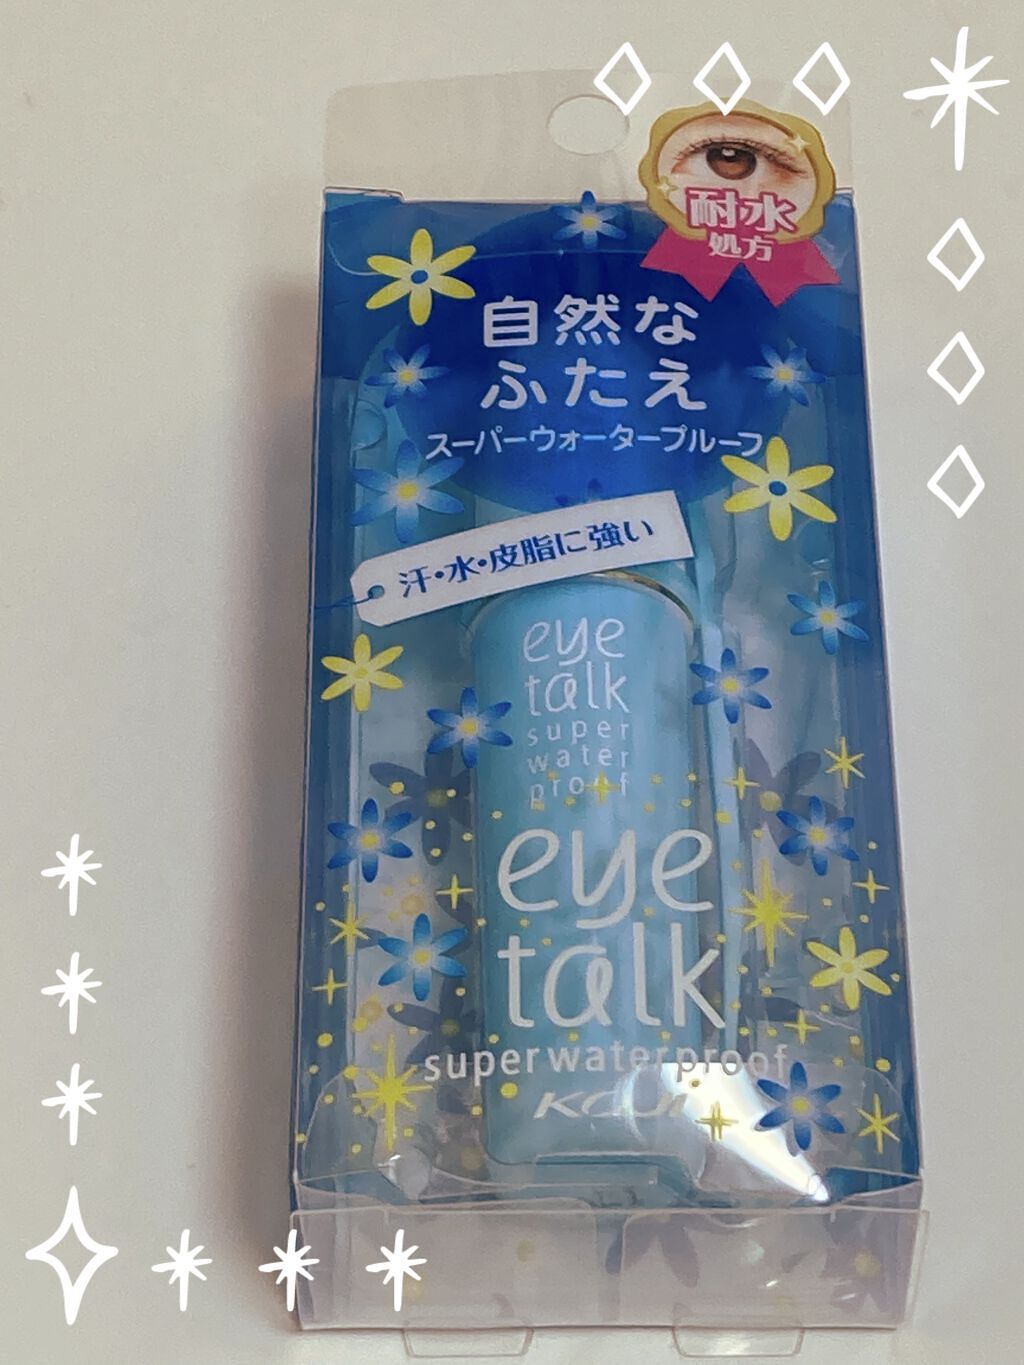 耐水
処方
自然な
ふたえ
スーパーウォータープルーフ
汗・水・皮脂に強い
eye
talk
super
water
proof
eye
talk
super waterproof
KOJI